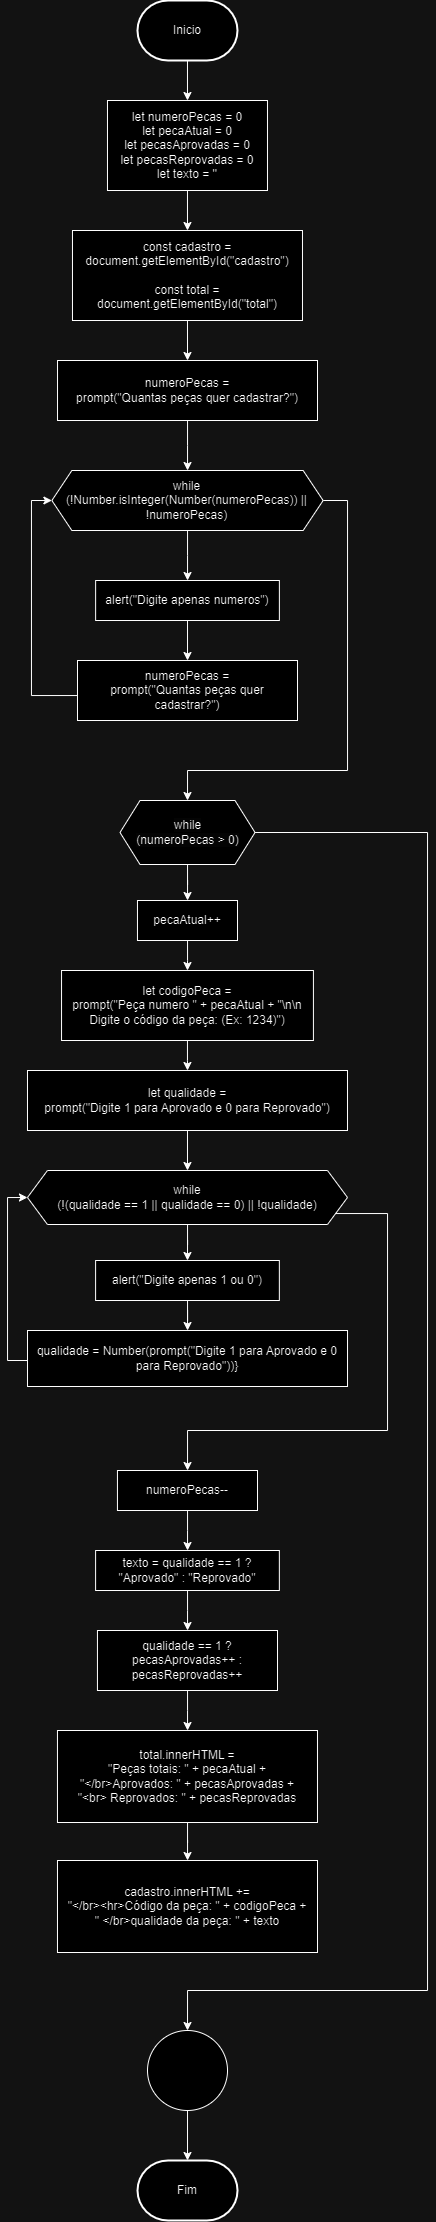 Inicio
let numeroPecas = 0
let pecaAtual = 0
let pecasAprovadas = 0
let pecasReprovadas = 0
let texto = ''
const cadastro =
document.getElementById("cadastro")
const total =
document.getElementById("total")
numeroPecas =
prompt("Quantas peças quer cadastrar?")
while
(!Number.isInteger(Number(numeroPecas)) ||
!numeroPecas)
alert("Digite apenas numeros")
numeroPecas =
prompt("Quantas peças quer
cadastrar?")
while
(numeroPecas > 0)
pecaAtual++
let codigoPeca =
prompt("Peça numero " + pecaAtual + "\n\n
Digite o código da peça: (Ex: 1234)")
let qualidade =
prompt("Digite 1 para Aprovado e 0 para Reprovado")
while
(!(qualidade == 1 || qualidade == 0) || !qualidade)
alert("Digite apenas 1 ou 0")
qualidade = Number(prompt("Digite 1 para Aprovado e 0
para Reprovado"))}
numeroPecas--
texto = qualidade == 1 ?
"Aprovado" : "Reprovado"
qualidade == 1 ?
pecasAprovadas++ :
pecasReprovadas++
total.innerHTML =
"Peças totais: " + pecaAtual +
"</br>Aprovados: " + pecasAprovadas +
"<br> Reprovados: " + pecasReprovadas
cadastro.innerHTML +=
"</br><hr>Código da peça: " + codigoPeca +
" </br>qualidade da peça: " + texto
Fim